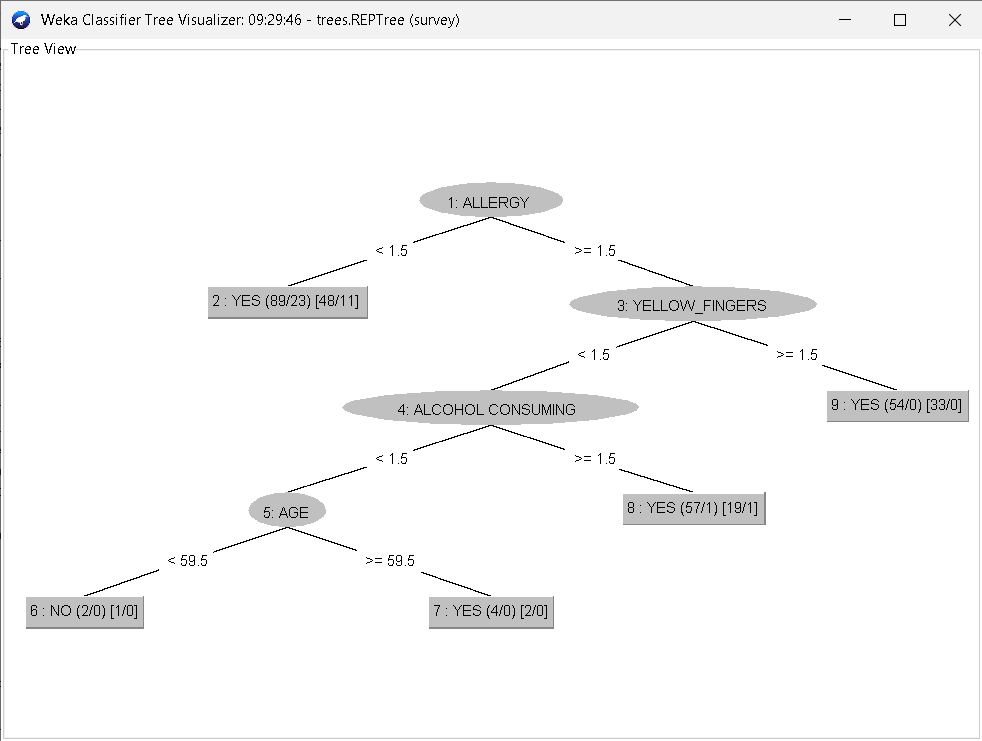 Weka Classifier Tree Visualizer: 09:29:46 - trees.REPTree (survey)
Tree View
1: ALLERGY
< 1.5
>= 1.5
2 : YES (89/23) [48/11]
3: YELLOW_FINGERS
< 1.5
>= 1.5
4: ALCOHOL CONSUMING
9 : YES (54/0) [33/0]
< 1.5
>= 1.5
5: AGE
8 : YES (57/1) [19/1]
< 59.5
>= 59.5
6 : NO (2/0) [1/0]
7 : YES (4/0) [2/0]